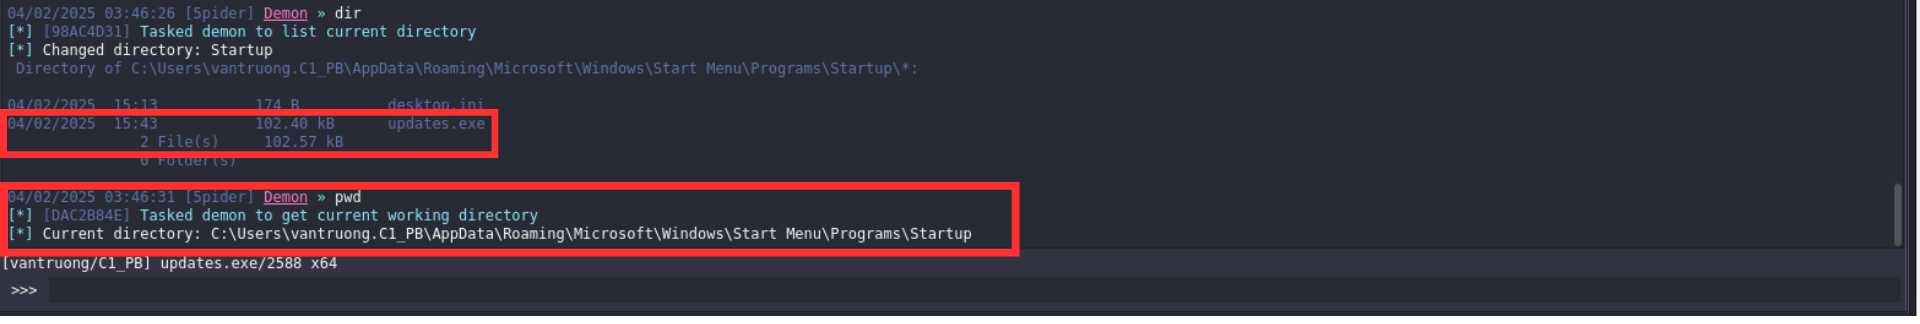 04/02/2025 03:46:26 [5pider] Demon » dir
[*] [98AC4D31] Tasked demon to list current directory
[*] Changed directory: Startup
Directory of C:\Users\vantruong.C1_PB\AppData\Roaming\Microsoft\Windows\Start Menu\Programs\Startup\*:
04/02/2025 15:13 174 B desktop.ini
04/02/2025 15:43 102.40 kB updates.exe
2 File(s) 102.57 kB
0 Folder(s)
04/02/2025 03:46:31 [5pider] Demon » pwd
[*] [DAC2B84E] Tasked demon to get current working directory
[*] Current directory: C:\Users\vantruong.C1_PB\AppData\Roaming\Microsoft\Windows\Start Menu\Programs\Startup
[vantruong/C1_PB] updates.exe/2588 x64
>>>